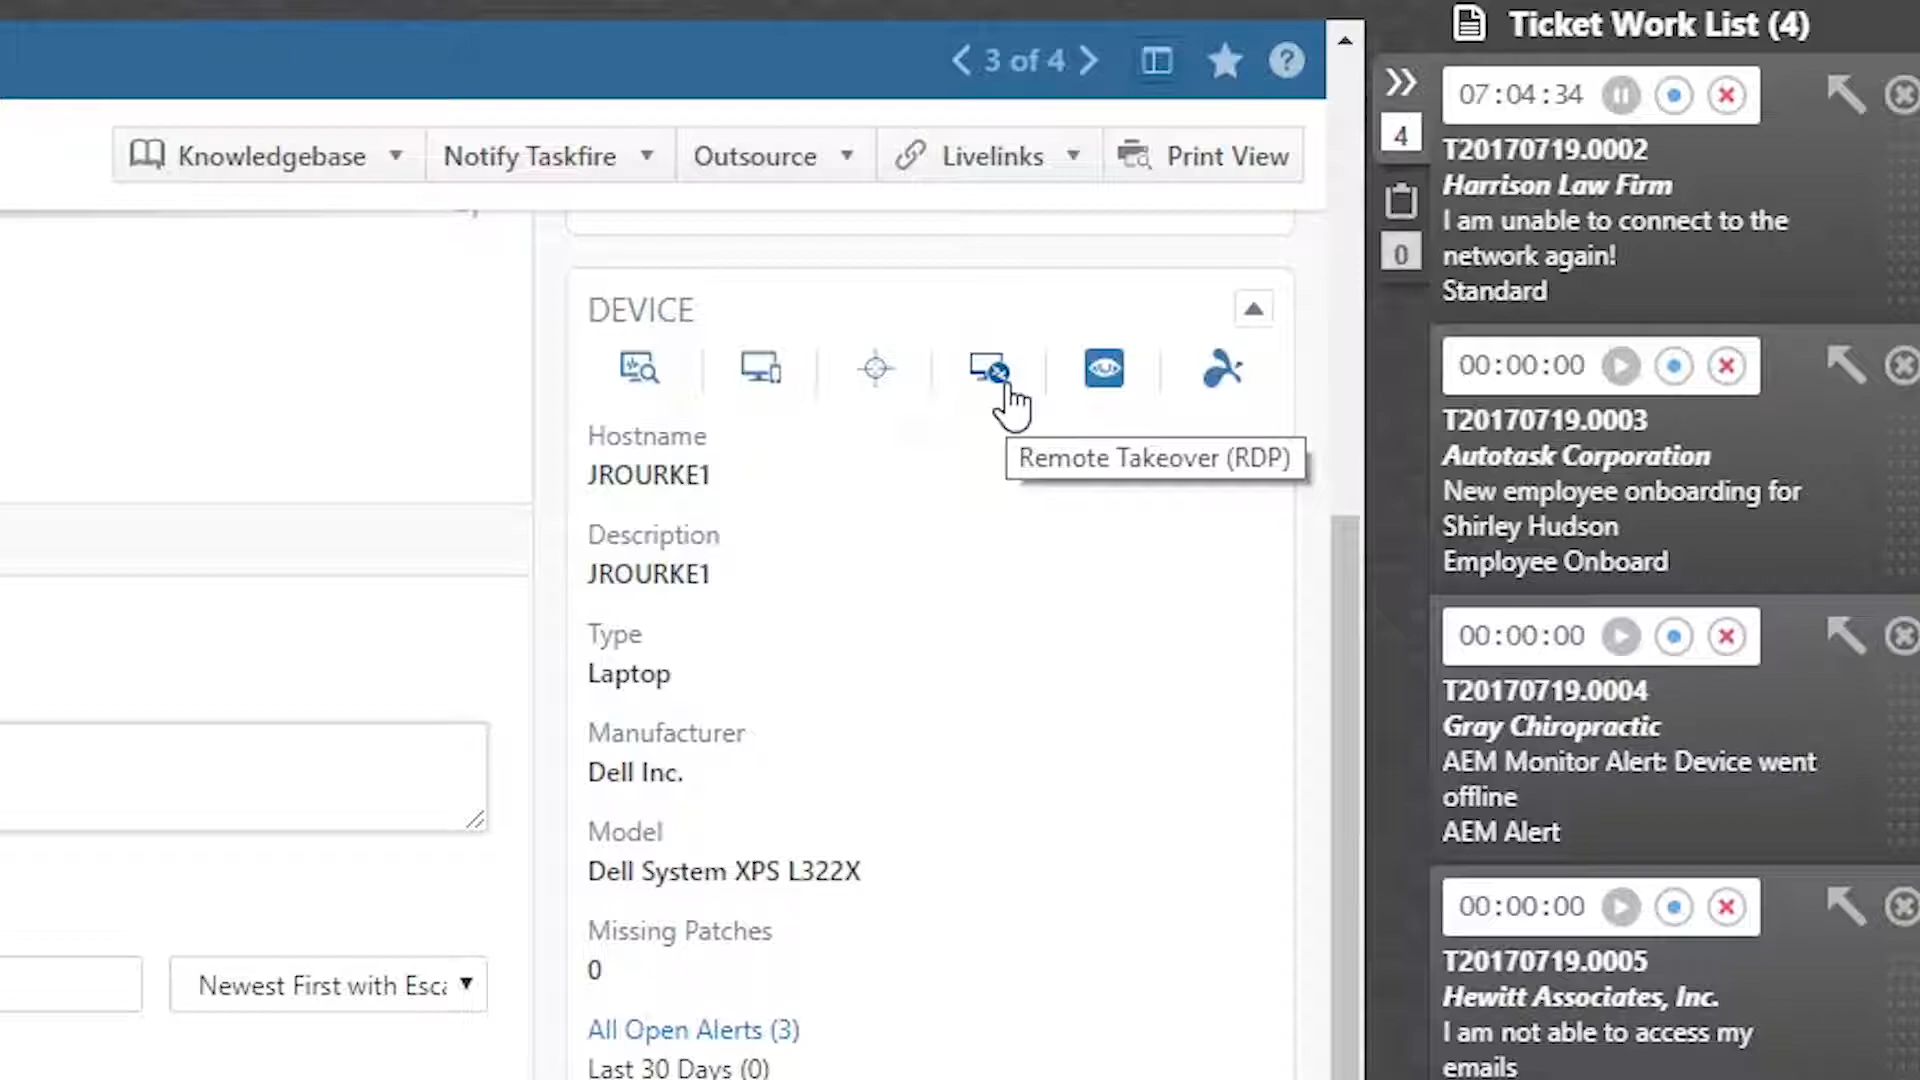 3 of 4
Knowledgebase
Notify Taskfire
Outsource
Livelinks
Print View
DEVICE
Remote Takeover (RDP)
Hostname
JROURKE1
Description
JROURKE1
Type
Laptop
Manufacturer
Dell Inc.
Model
Dell System XPS L322X
Missing Patches
0
All Open Alerts (3)
Last 30 Days (0)
Newest First with Esca
Ticket Work List (4)
4
0
07:04:34
T20170719.0002
Harrison Law Firm
I am unable to connect to the
network again!
Standard
00:00:00
T20170719.0003
Autotask Corporation
New employee onboarding for
Shirley Hudson
Employee Onboard
00:00:00
T20170719.0004
Gray Chiropractic
AEM Monitor Alert: Device went
offline
AEM Alert
00:00:00
T20170719.0005
Hewitt Associates, Inc.
I am not able to access my
emails